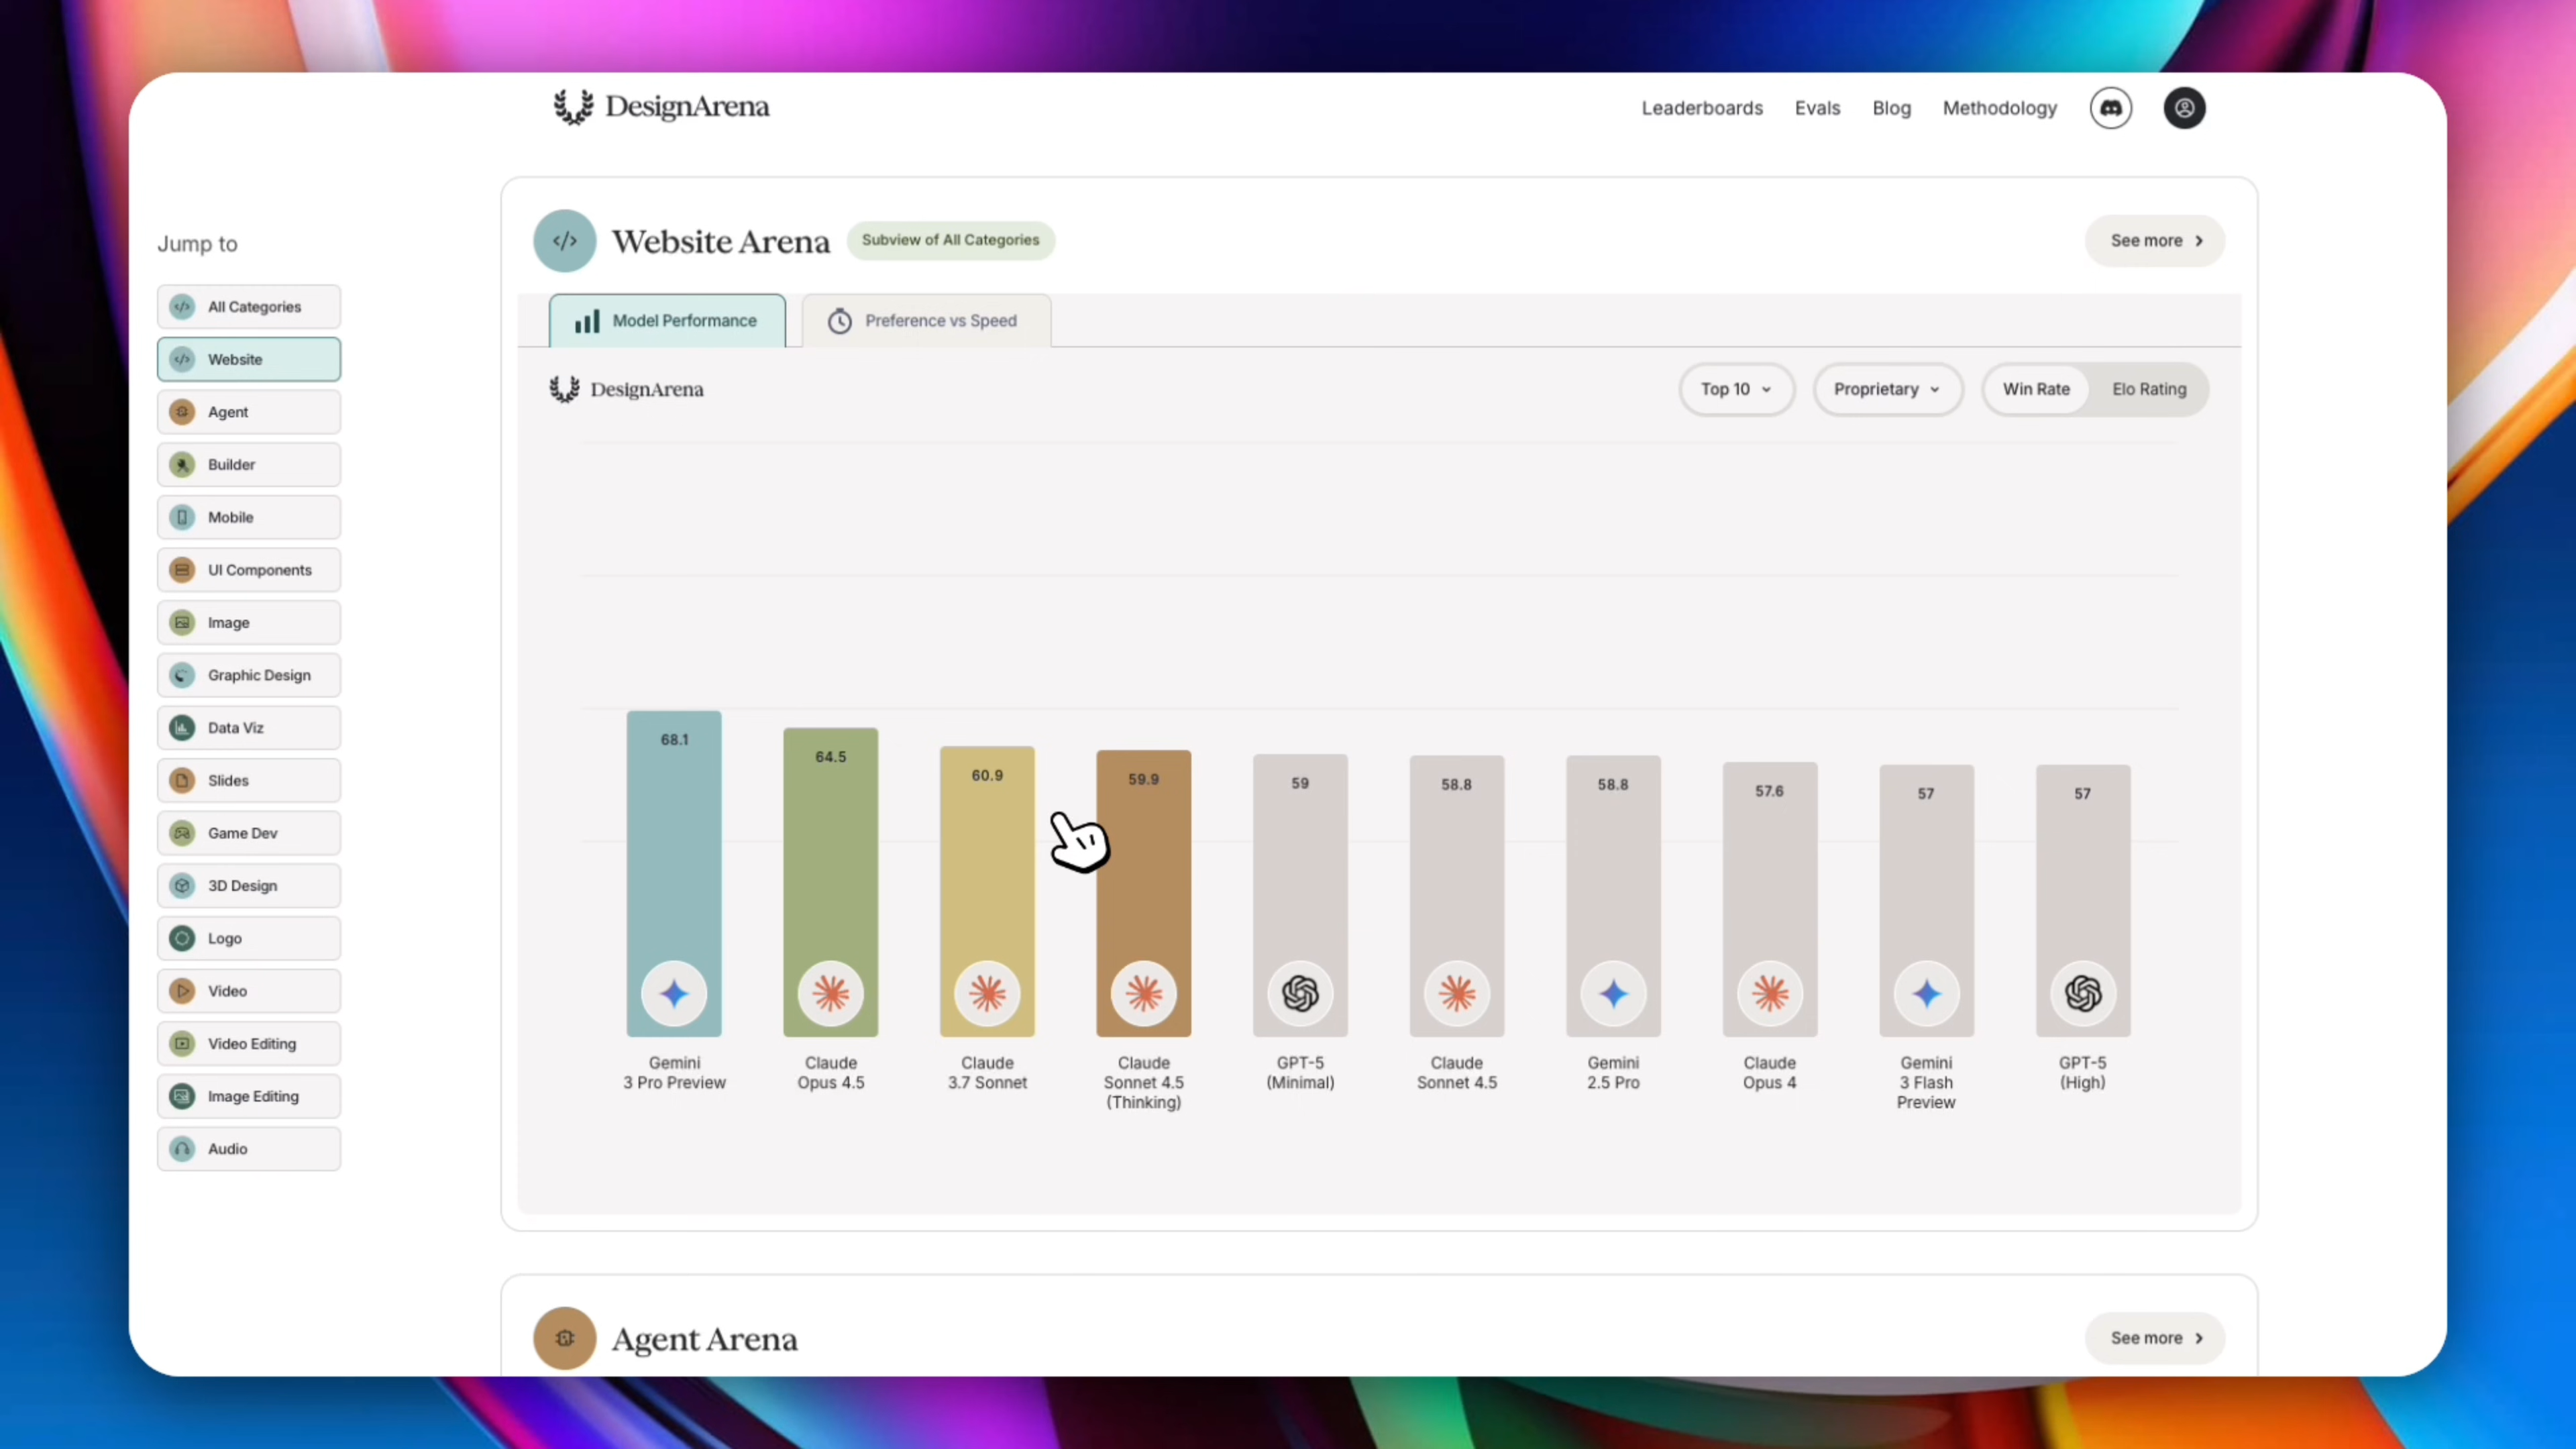 DesignArena
Leaderboards
Evals
Blog
Methodology
Jump to
All Categories
Website
Agent
Builder
Mobile
UI Components
Image
Graphic Design
Data Viz
Slides
Game Dev
3D Design
Logo
Video
Video Editing
Image Editing
Audio
Website Arena
Subview of All Categories
See more
Model Performance
Preference vs Speed
DesignArena
Top 10
Proprietary
Win Rate
Elo Rating
68.1
64.5
60.9
59.9
59
58.8
58.8
57.6
57
57
Gemini
3 Pro Preview
Claude
Opus 4.5
Claude
3.7 Sonnet
Claude
Sonnet 4.5
(Thinking)
GPT-5
(Minimal)
Claude
Sonnet 4.5
Gemini
2.5 Pro
Claude
Opus 4
Gemini
3 Flash
Preview
GPT-5
(High)
Agent Arena
See more